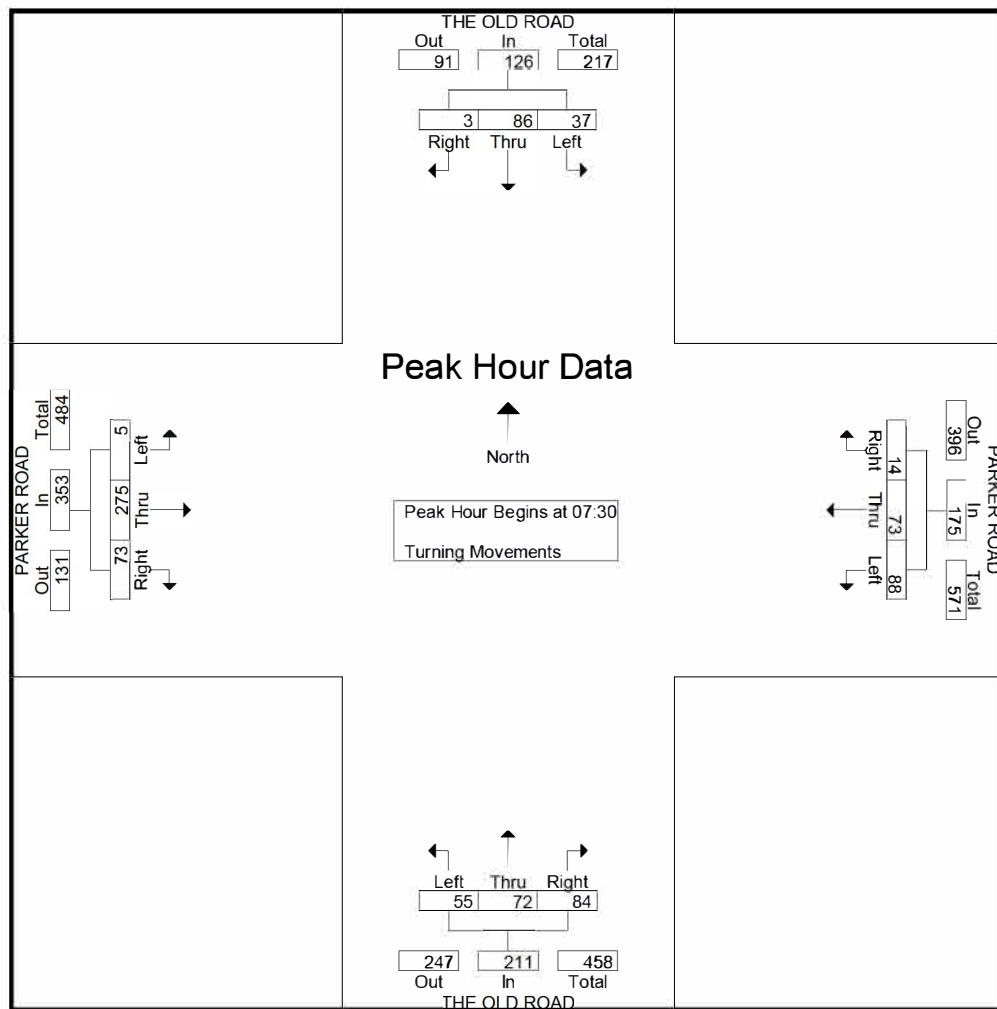 THE OLD ROAD
Out In Total
91 126 217
3 86 37
Right Thru Left
Peak Hour Data
North
Peak Hour Begins at 07:30
Turning Movements
PARKER ROAD
Out In Total
131 353 484
73 275 5
Right Thru Left
PARKER ROAD
Out In Total
396 175 571
14 73 88
Right Thru Left
Left Thru Right
55 72 84
247 211 458
Out In Total
THE OLD ROAD